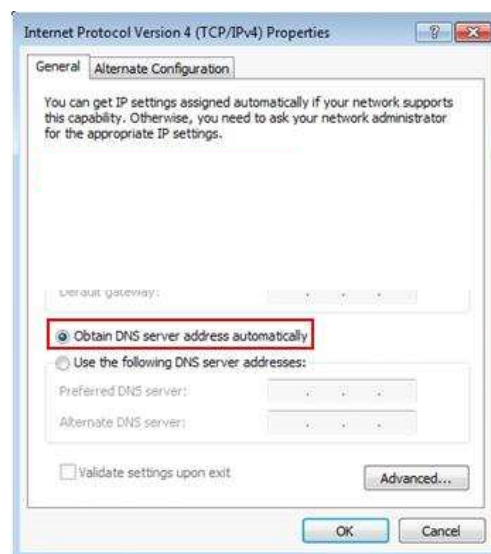 Internet Protocol Version 4 (TCP/IPv4) Properties
General
Alternate Configuration
You can get IP settings assigned automatically if your network supports
this capability. Otherwise, you need to ask your network administrator
for the appropriate IP settings.
Default gateway:
Obtain DNS server address automatically
Use the following DNS server addresses:
Preferred DNS server:
Alternate DNS server:
Validate settings upon exit
Advanced...
OK
Cancel